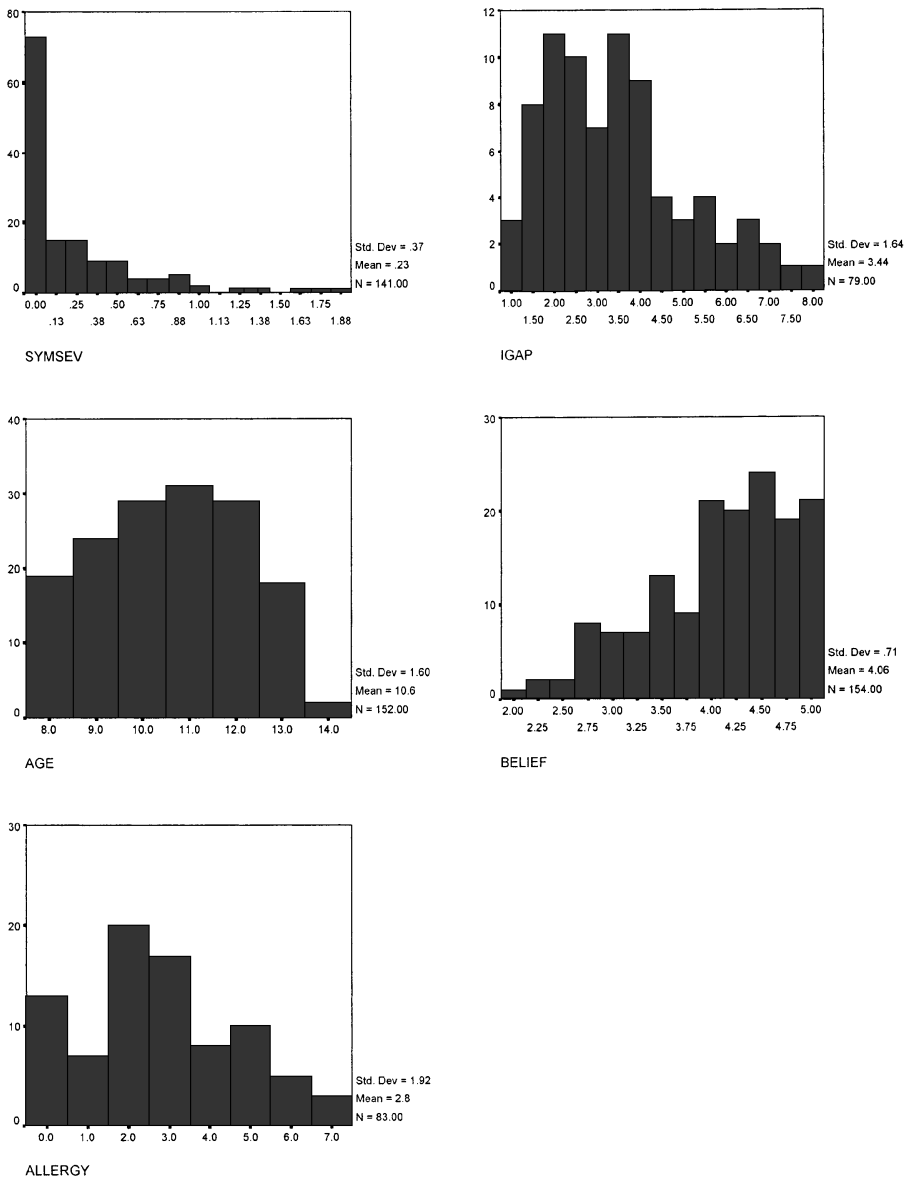 80
60
40
20
0
0.00 .25 .50 .75 1.00 1.25 1.50 1.75
.13 .38 .63 .88 1.13 1.38 1.63 1.88
Std. Dev = .37
Mean = .23
N = 141.00
SYMSEV
12
10
8
6
4
2
0
1.00 2.00 3.00 4.00 5.00 6.00 7.00 8.00
1.50 2.50 3.50 4.50 5.50 6.50 7.50
Std. Dev = 1.64
Mean = 3.44
N = 79.00
IGAP
40
30
20
10
0
8.0 9.0 10.0 11.0 12.0 13.0 14.0
Std. Dev = 1.60
Mean = 10.6
N = 152.00
AGE
30
20
10
0
2.00 2.50 3.00 3.50 4.00 4.50 5.00
2.25 2.75 3.25 3.75 4.25 4.75
Std. Dev = .71
Mean = 4.06
N = 154.00
BELIEF
30
20
10
0
0.0 1.0 2.0 3.0 4.0 5.0 6.0 7.0
Std. Dev = 1.92
Mean = 2.8
N = 83.00
ALLERGY